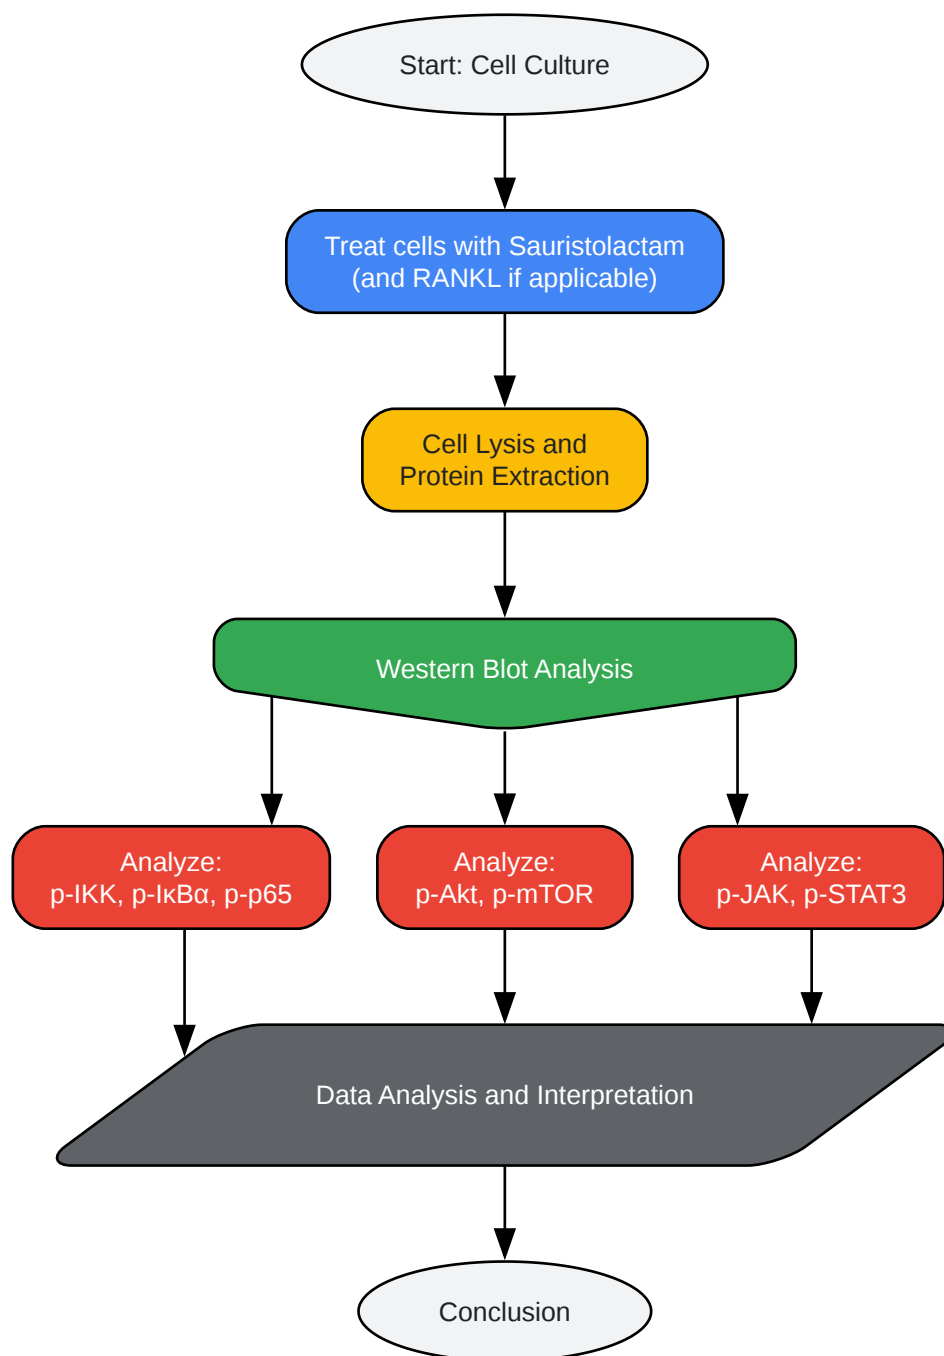 Start: Cell Culture
Treat cells with Sauristolactam
(and RANKL if applicable)
Cell Lysis and
Protein Extraction
Western Blot Analysis
Analyze:
p-IKK, p-IκBα, p-p65
Analyze:
p-Akt, p-mTOR
Analyze:
p-JAK, p-STAT3
Data Analysis and Interpretation
Conclusion